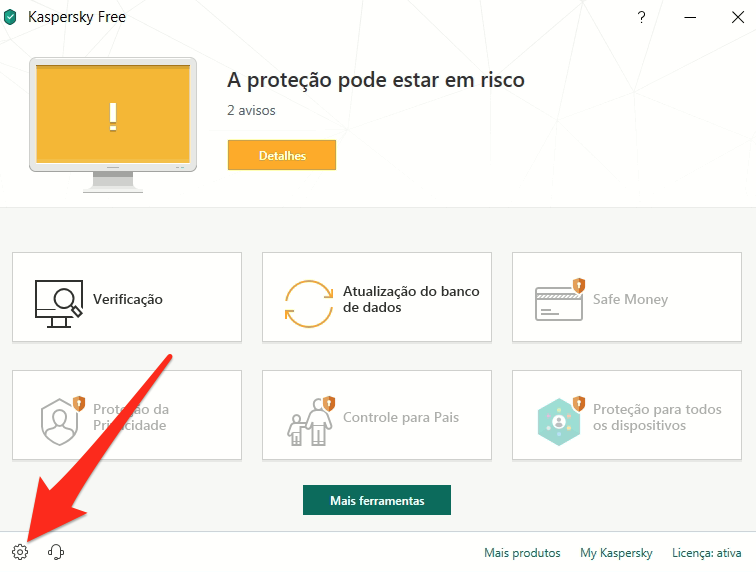 Kaspersky Free
?
A proteção pode estar em risco
2 avisos
Detalhes
Verificação
Atualização do banco
de dados
Safe Money
Proteção da
Privacidade
Controle para Pais
Proteção para todos
os dispositivos
Mais ferramentas
Mais produtos
My Kaspersky
Licença: ativa